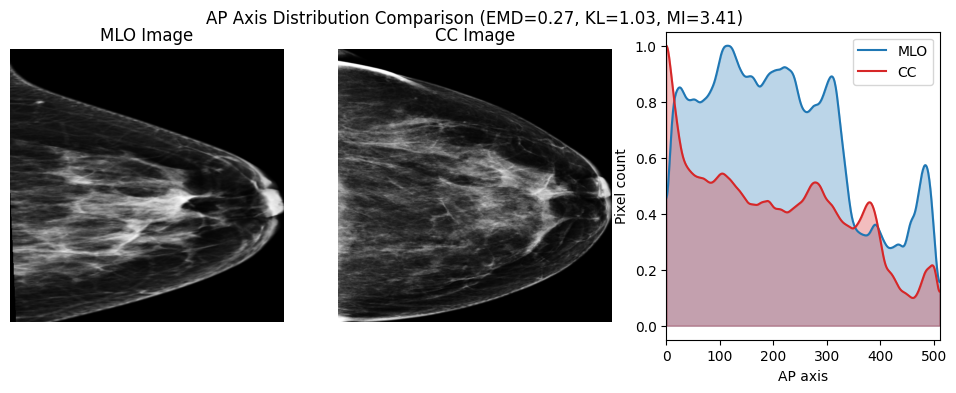 AP Axis Distribution Comparison (EMD=0.27, KL=1.03, MI=3.41)
MLO Image
CC Image
MLO
CC
Pixel count
1.0
0.8
0.6
0.4
0.2
0.0
0 100 200 300 400 500
AP axis